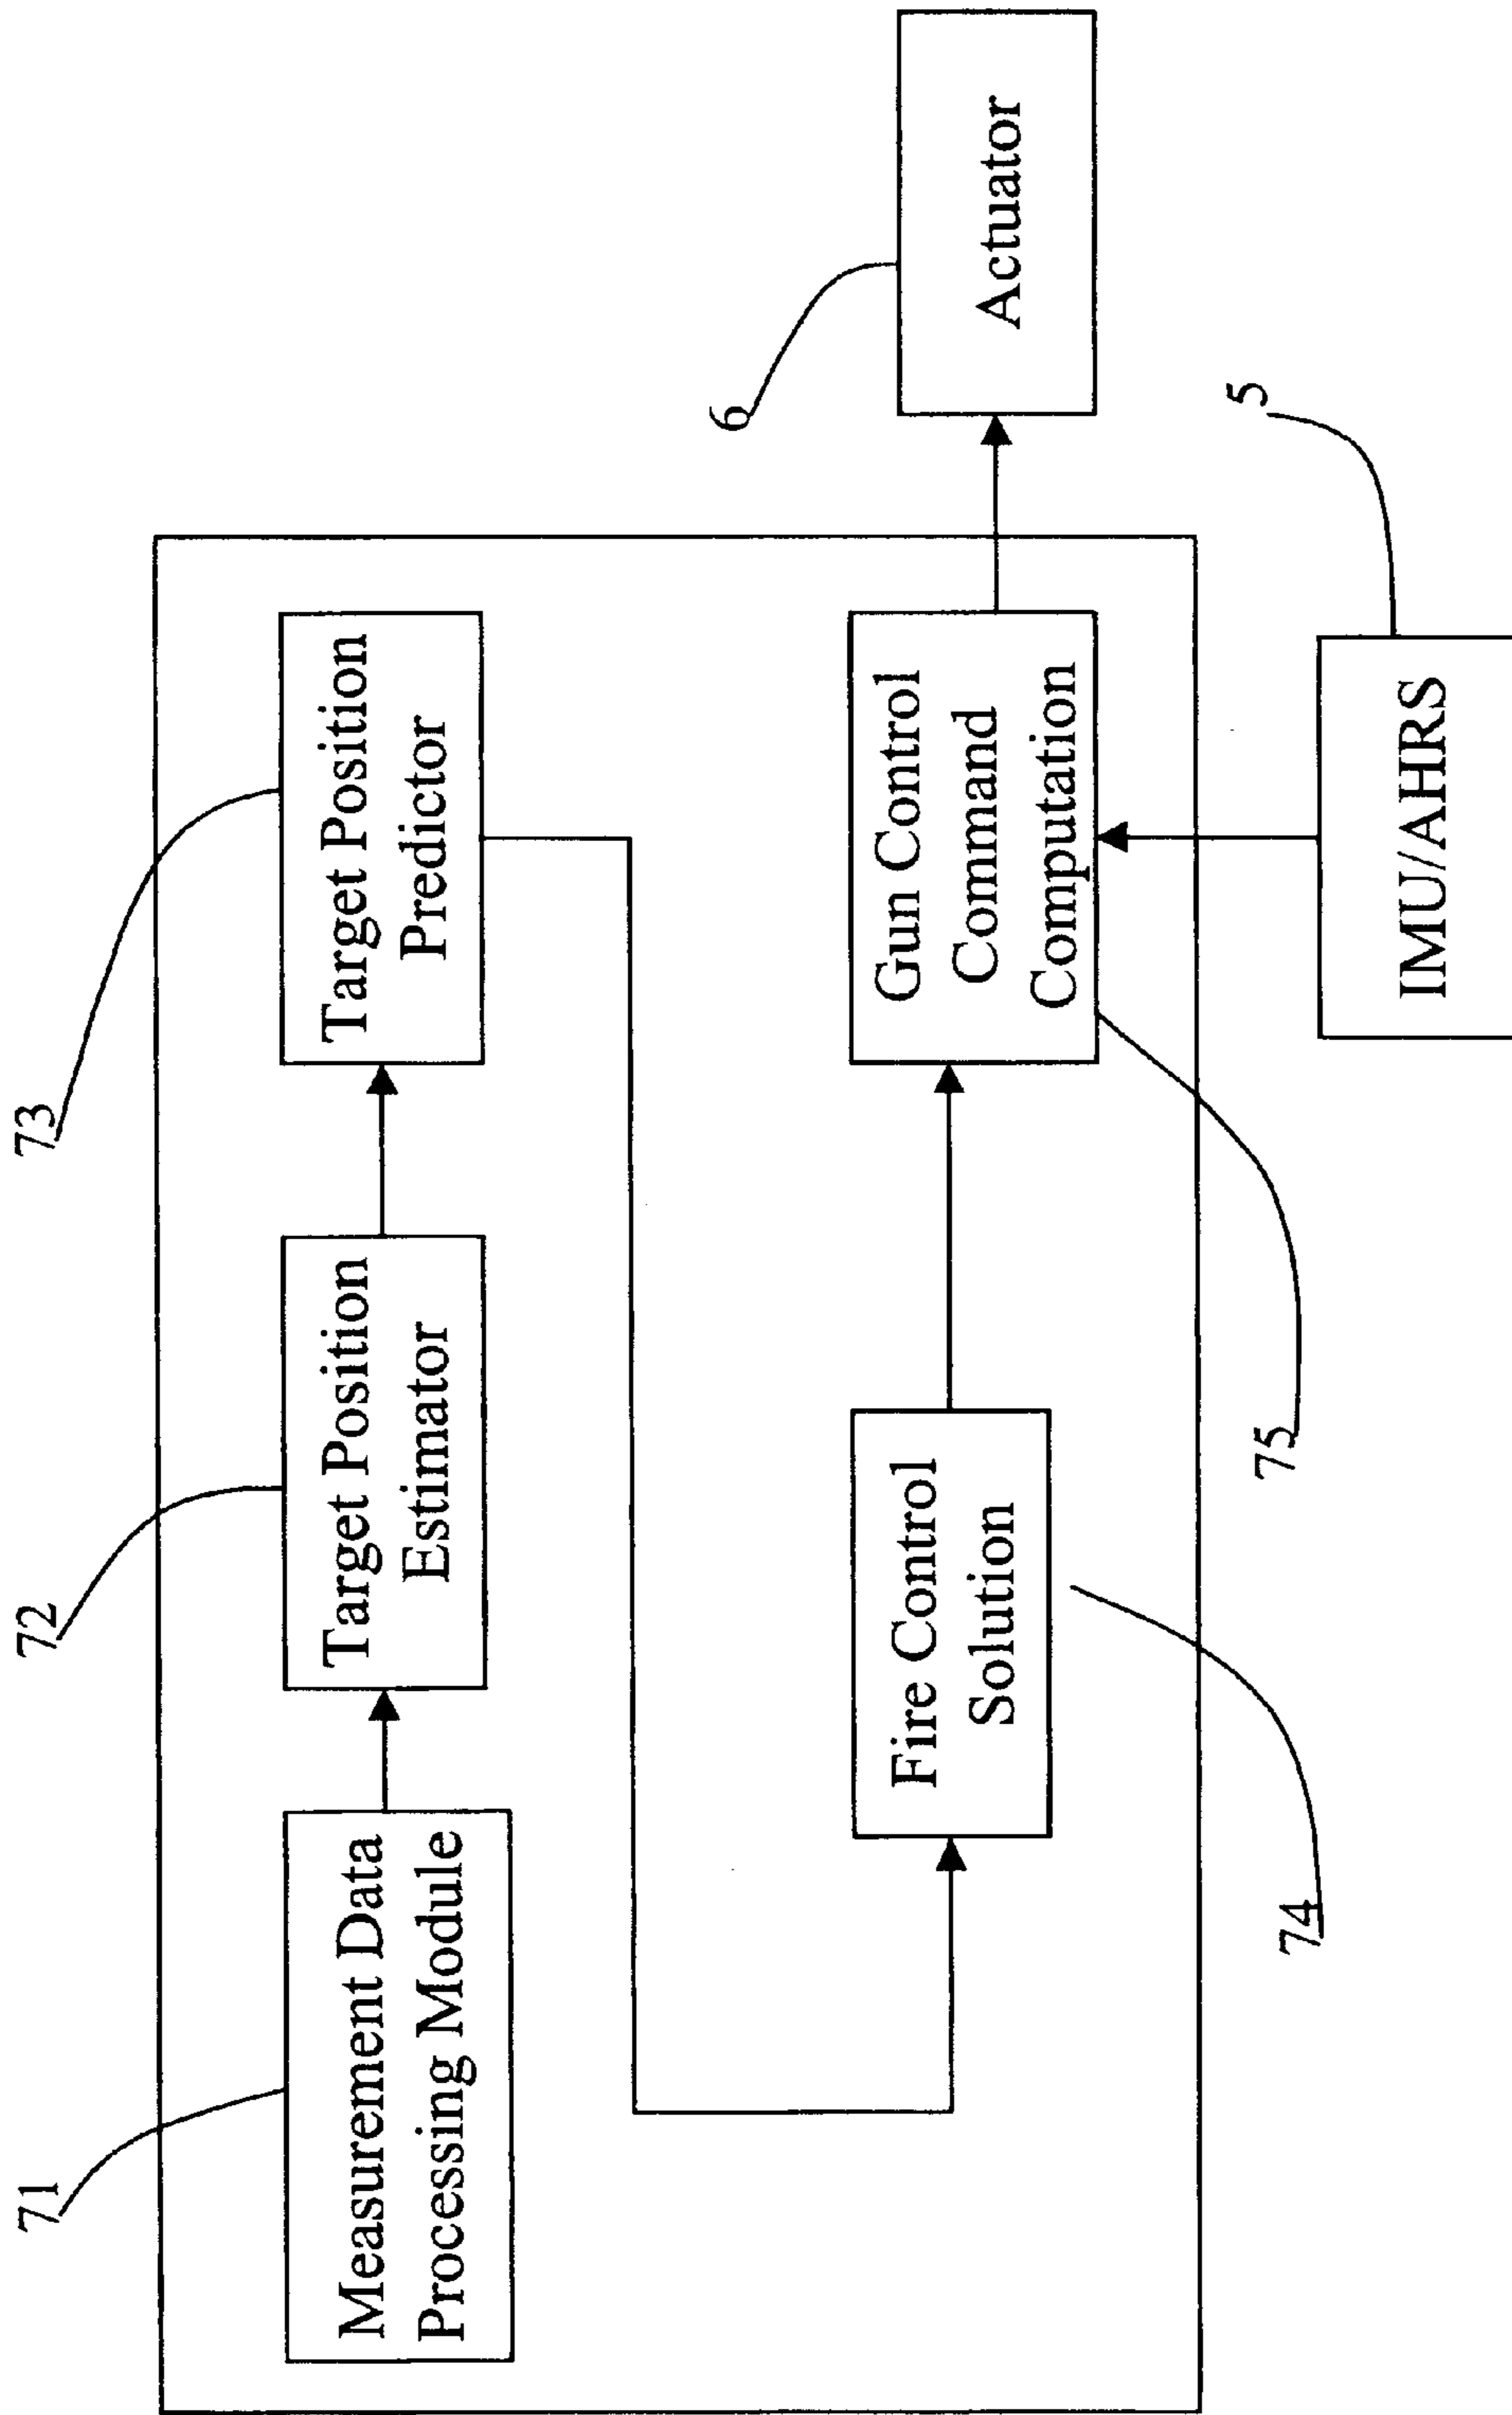 71
Measurement Data
Processing Module
72
Target Position
Estimator
73
Target Position
Predictor
74
Fire Control
Solution
75
Gun Control
Command
Computation
6
Actuator
5
IMU/AHRS